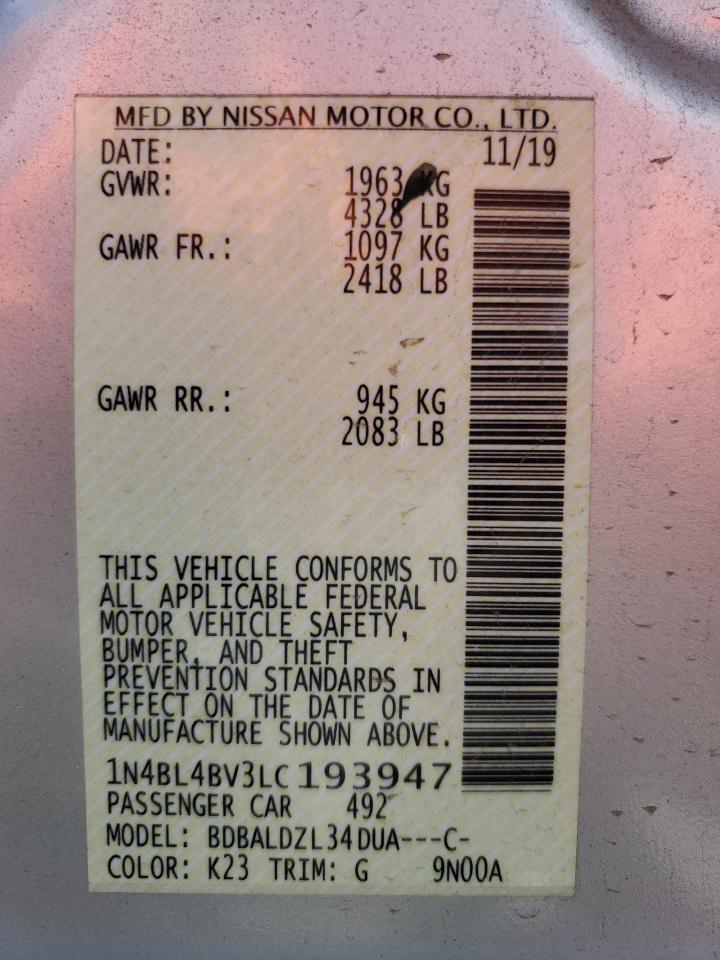 MFD BY NISSAN MOTOR CO., LTD.
DATE: 11/19
GVWR: 1963 KG
4328 LB
GAWR FR.: 1097 KG
2418 LB
GAWR RR.: 945 KG
2083 LB
THIS VEHICLE CONFORMS TO
ALL APPLICABLE FEDERAL
MOTOR VEHICLE SAFETY,
BUMPER, AND THEFT
PREVENTION STANDARDS IN
EFFECT ON THE DATE OF
MANUFACTURE SHOWN ABOVE.
1N4BL4BV3LC193947
PASSENGER CAR 492
MODEL: BDBALDZL34DUA---C-
COLOR: K23 TRIM: G 9N00A